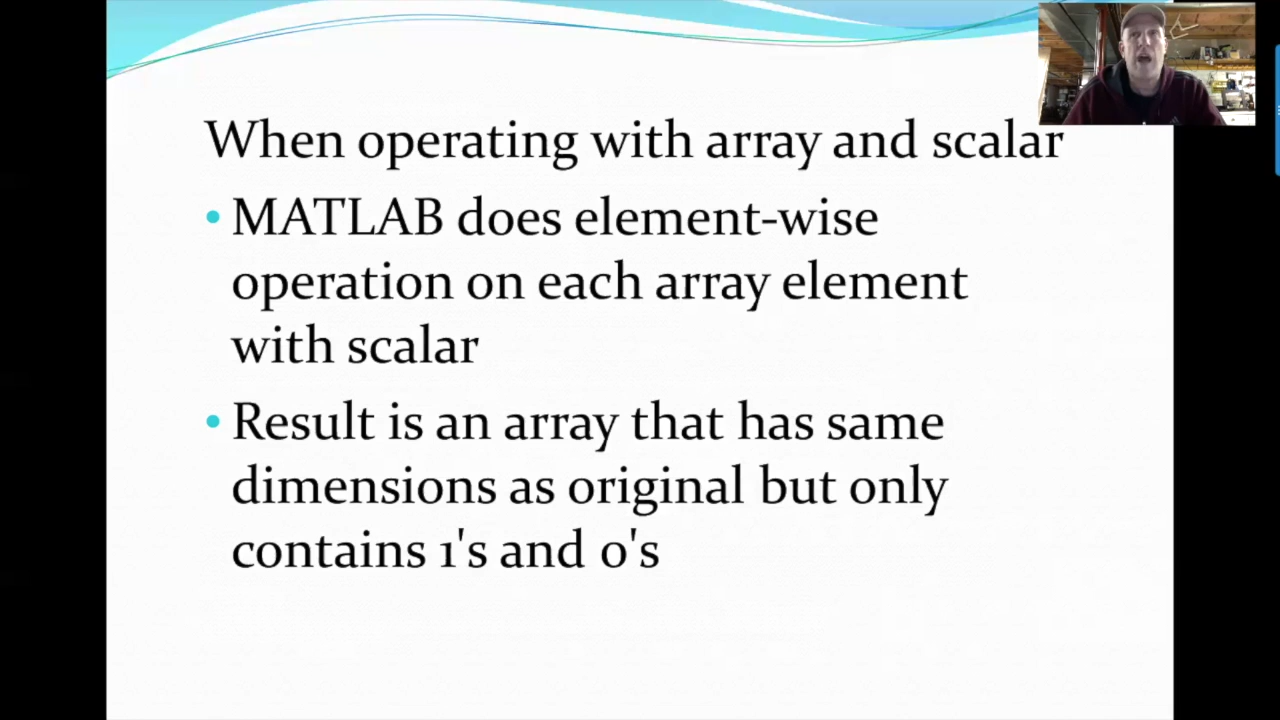 When operating with array and scalar
• MATLAB does element-wise
operation on each array element
with scalar
• Result is an array that has same
dimensions as original but only
contains 1's and 0's